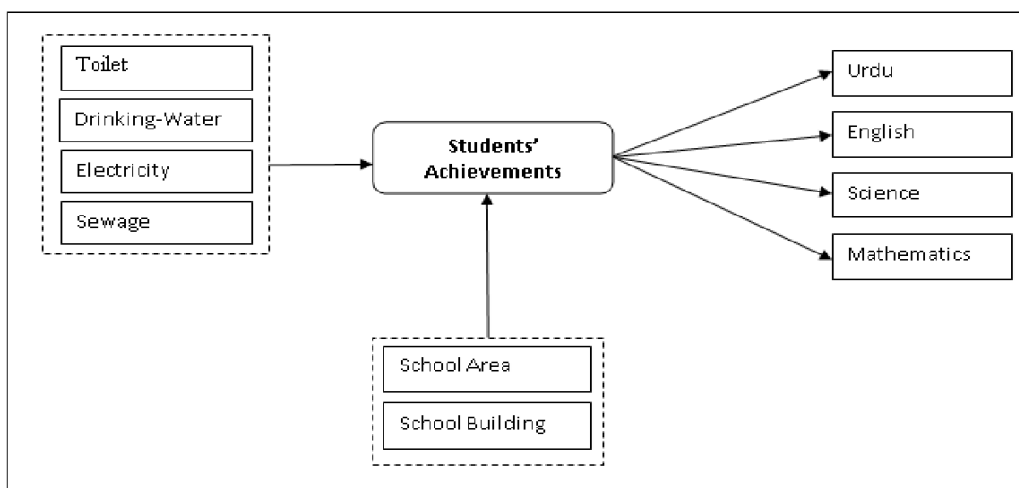 Toilet
Drinking-Water
Electricity
Sewage
Students'
Achievements
Urdu
English
Science
Mathematics
School Area
School Building